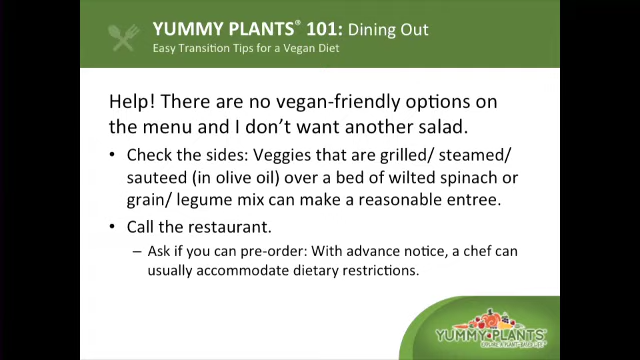 YUMMY PLANTS® 101: Dining Out
Easy Transition Tips for a Vegan Diet
Help! There are no vegan-friendly options on
the menu and I don't want another salad.
• Check the sides: Veggies that are grilled/ steamed/
sauteed (in olive oil) over a bed of wilted spinach or
grain/ legume mix can make a reasonable entree.
• Call the restaurant.
– Ask if you can pre-order: With advance notice, a chef can
usually accommodate dietary restrictions.
YUMMY PLANTS